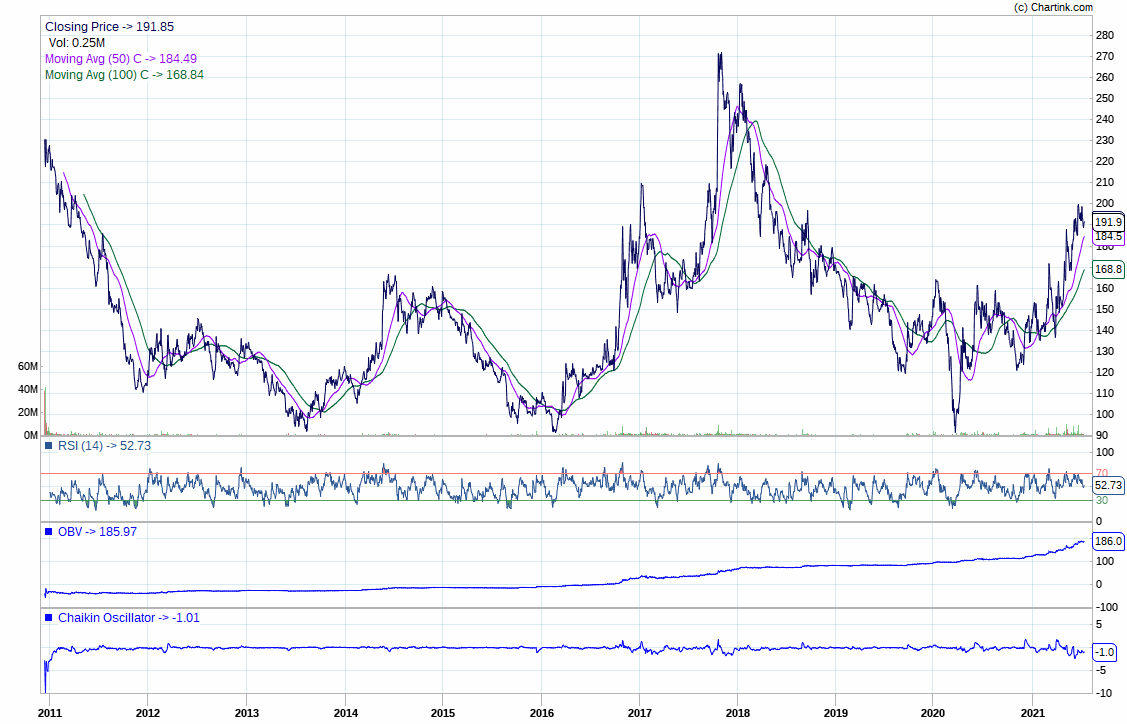 (c) Chartink.com
Closing Price -> 191.85
Vol: 0.25M
Moving Avg (50) C -> 184.49
Moving Avg (100) C -> 168.84
280
270
260
250
240
230
220
210
200
191.9
184.5
180
168.8
160
150
140
130
120
110
100
90
60M
40M
20M
0M
RSI (14) -> 52.73
100
70
52.73
30
0
OBV -> 185.97
186.0
100
0
-100
Chaikin Oscillator -> -1.01
5
-1.0
-5
-10
2011 2012 2013 2014 2015 2016 2017 2018 2019 2020 2021